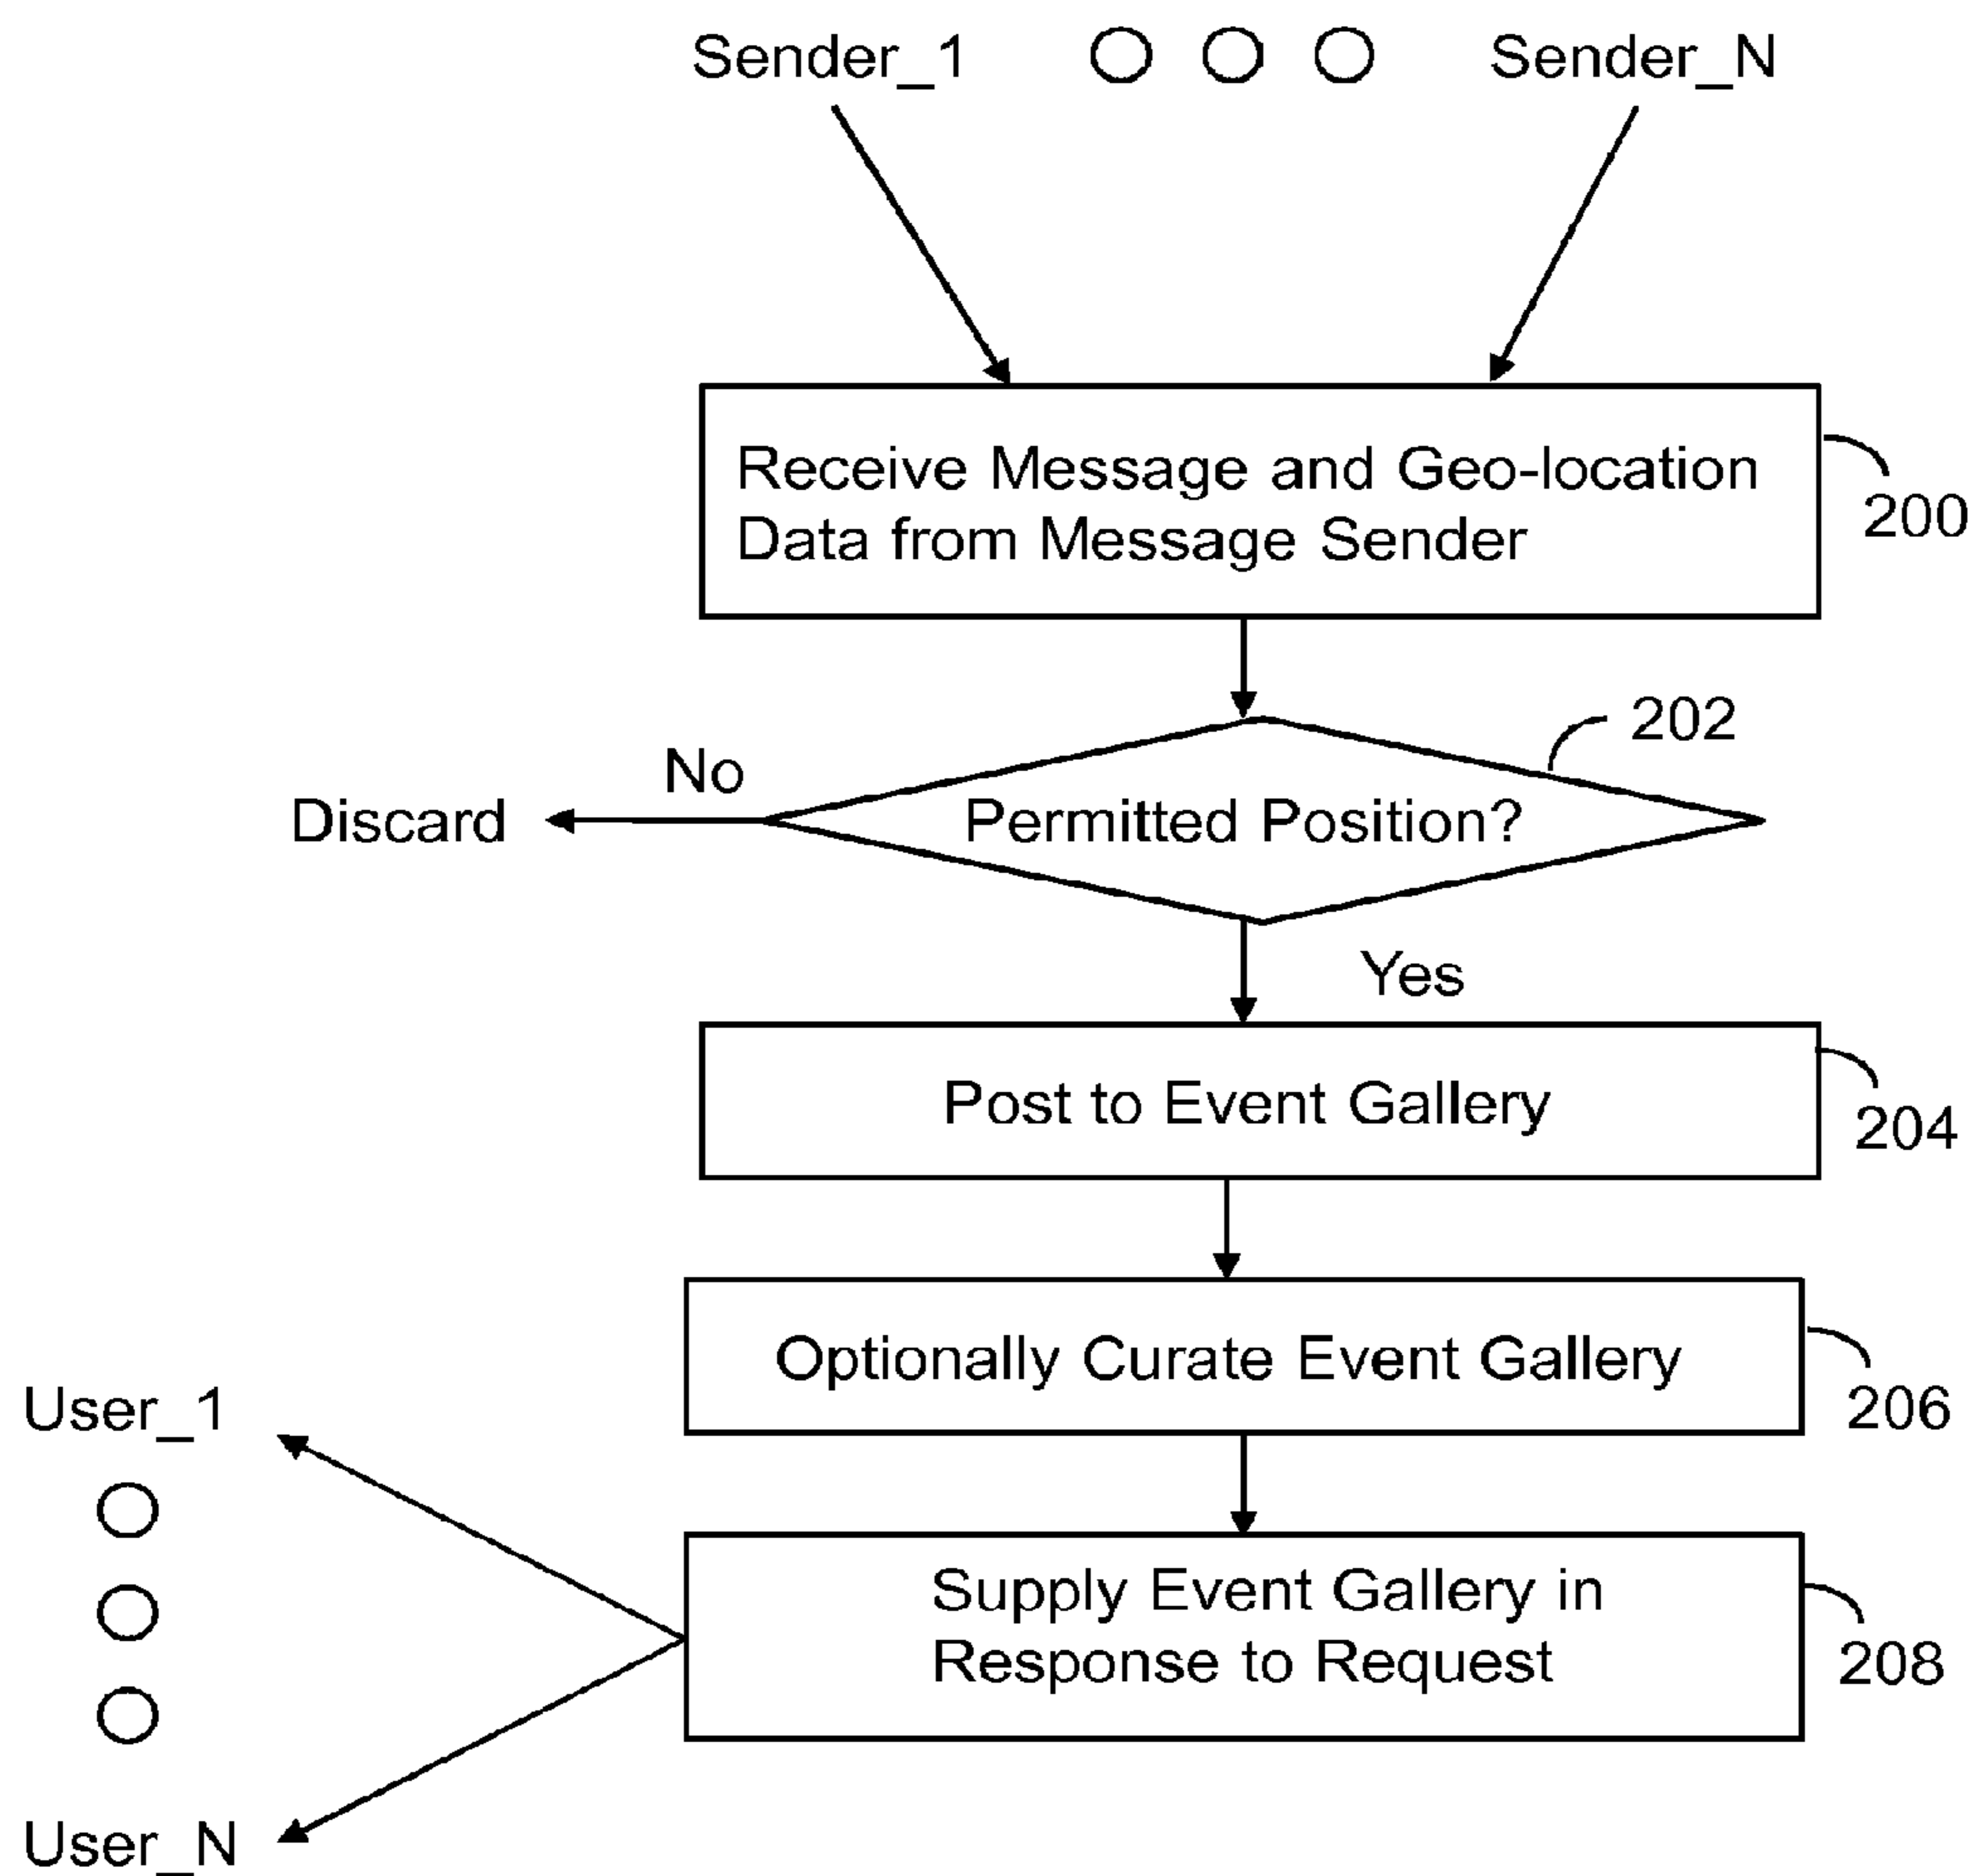 Sender_1
Sender_N
Receive Message and Geo-location
Data from Message Sender
200
202
No
Discard
Permitted Position?
Yes
Post to Event Gallery
204
Optionally Curate Event Gallery
206
User_1
Supply Event Gallery in
Response to Request
208
User_N